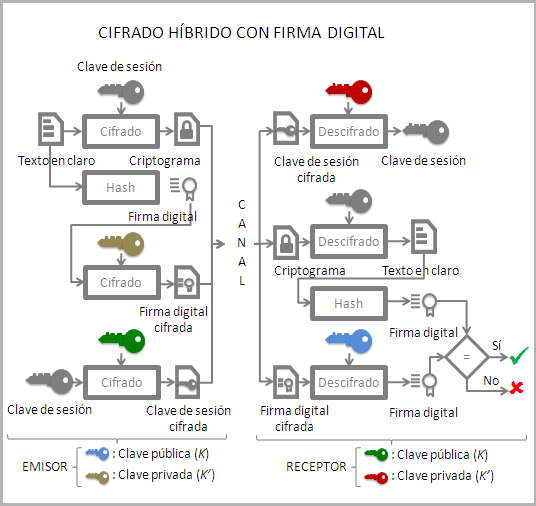 CIFRADO HÍBRIDO CON FIRMA DIGITAL
Clave de sesión
Cifrado
Texto en claro
Criptograma
Hash
Firma digital
Cifrado
Firma digital
cifrada
Cifrado
Clave de sesión
Clave de sesión
cifrada
EMISOR
: Clave pública (K)
: Clave privada (K')
C
A
N
A
L
Descifrado
Clave de sesión
cifrada
Clave de sesión
Descifrado
Criptograma
Texto en claro
Hash
Firma digital
=
Sí
No
Descifrado
Firma digital
cifrada
Firma digital
RECEPTOR
: Clave pública (K)
: Clave privada (K')